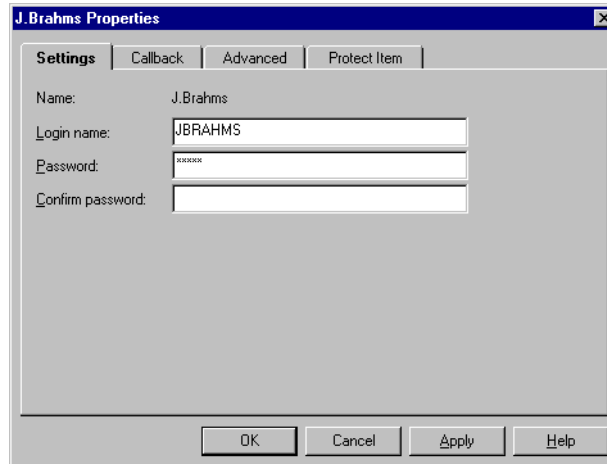 J.Brahms Properties
Settings Callback Advanced Protect Item
Name: J.Brahms
Login name: JBRAHMS
Password: *****
Confirm password:
OK Cancel Apply Help